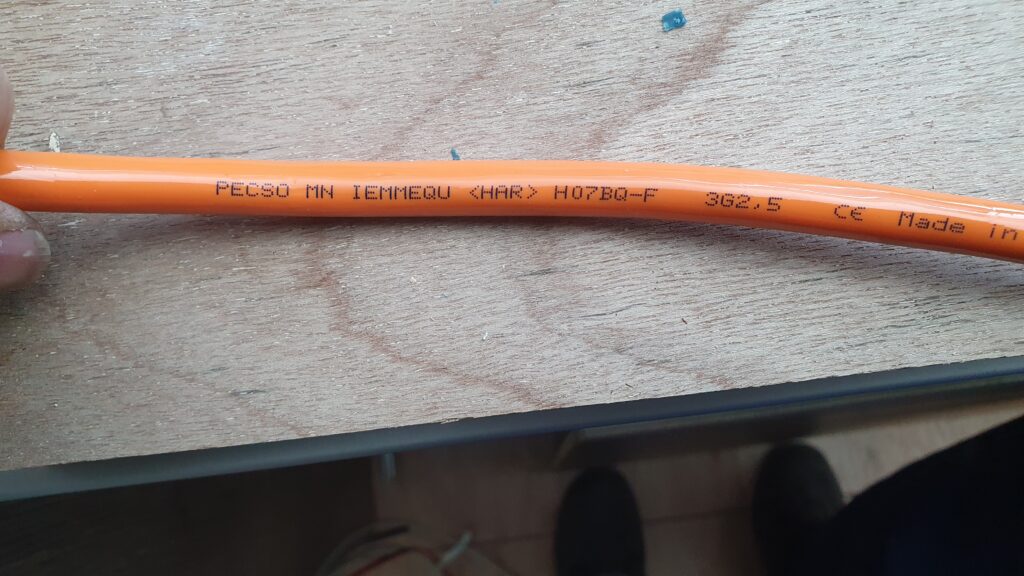 PECSO MN IEMMEQU <HAR> H07BQ-F 3G2,5 CE Made in